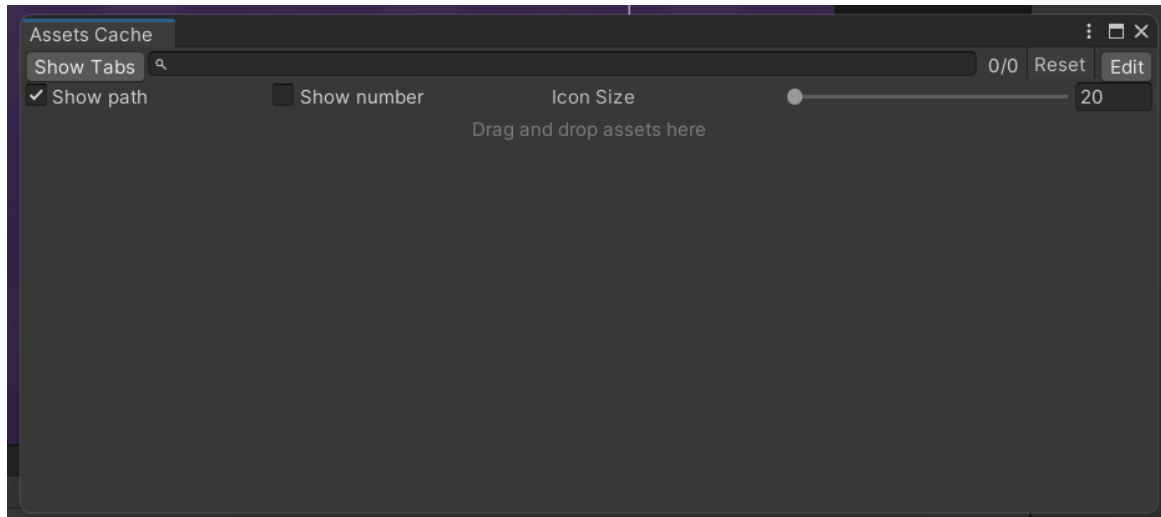 Assets Cache
Show Tabs 0/0 Reset Edit
Show path Show number Icon Size 20
Drag and drop assets here